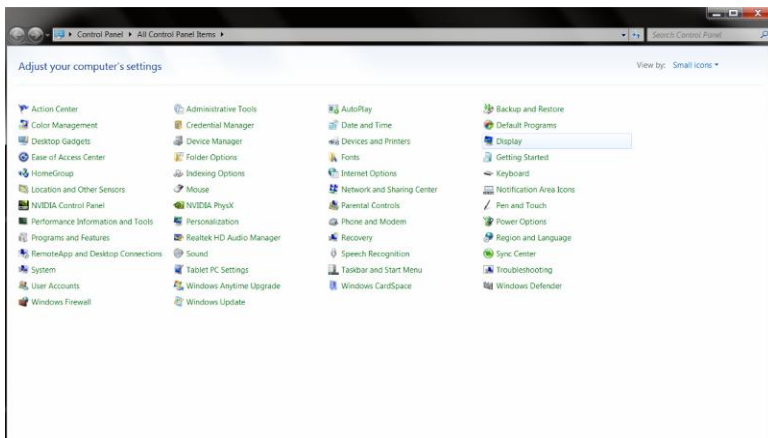 Control Panel All Control Panel Items
Search Control Panel
Adjust your computer's settings
View by: Small icons
Action Center Administrative Tools AutoPlay Backup and Restore
Color Management Credential Manager Date and Time Default Programs
Desktop Gadgets Device Manager Devices and Printers Display
Ease of Access Center Folder Options Fonts Getting Started
HomeGroup Indexing Options Internet Options Keyboard
Location and Other Sensors Mouse Network and Sharing Center Notification Area Icons
NVIDIA Control Panel NVIDIA PhysX Parental Controls Pen and Touch
Performance Information and Tools Personalization Phone and Modem Power Options
Programs and Features Realtek HD Audio Manager Recovery Region and Language
RemoteApp and Desktop Connections Sound Speech Recognition Sync Center
System Tablet PC Settings Taskbar and Start Menu Troubleshooting
User Accounts Windows Anytime Upgrade Windows CardSpace Windows Defender
Windows Firewall Windows Update